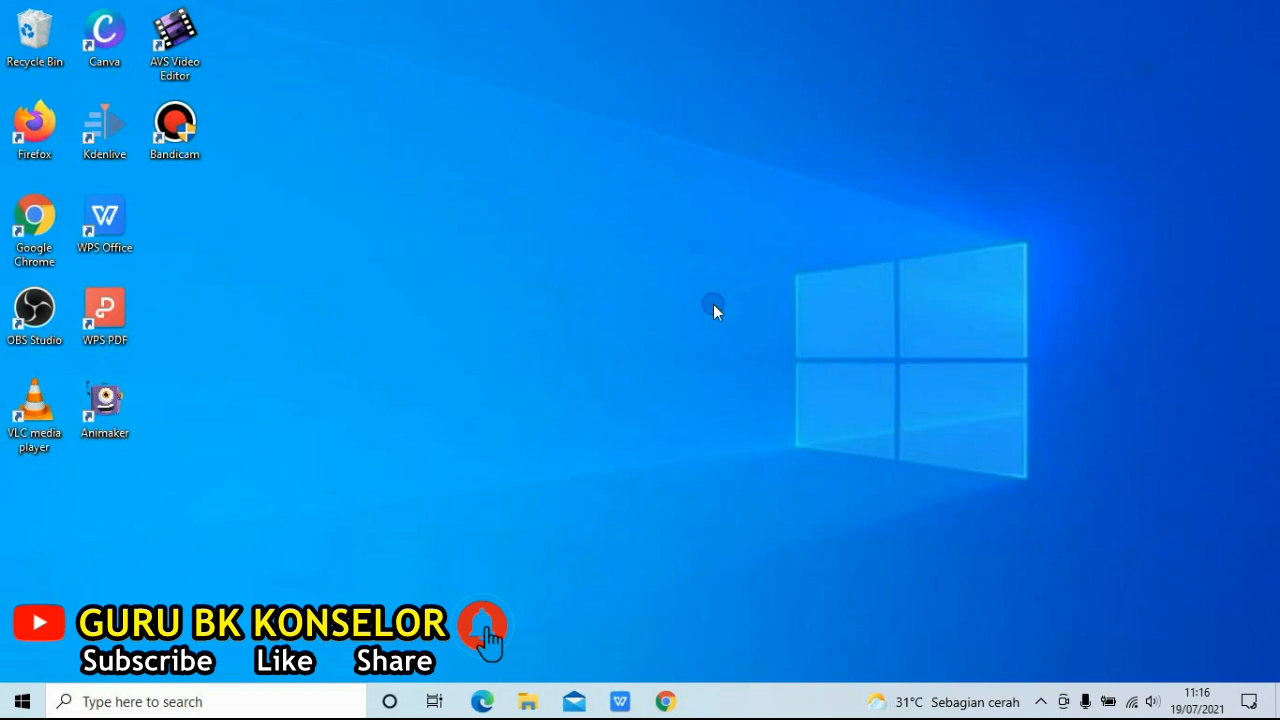 Recycle Bin
Canva
AVS Video
Editor
Firefox
Kdenlive
Bandicam
Google
Chrome
WPS Office
OBS Studio
WPS PDF
VLC media
player
Animaker
GURU BK KONSELOR
Subscribe Like Share
Type here to search
31°C Sebagian cerah
11:16
19/07/2021